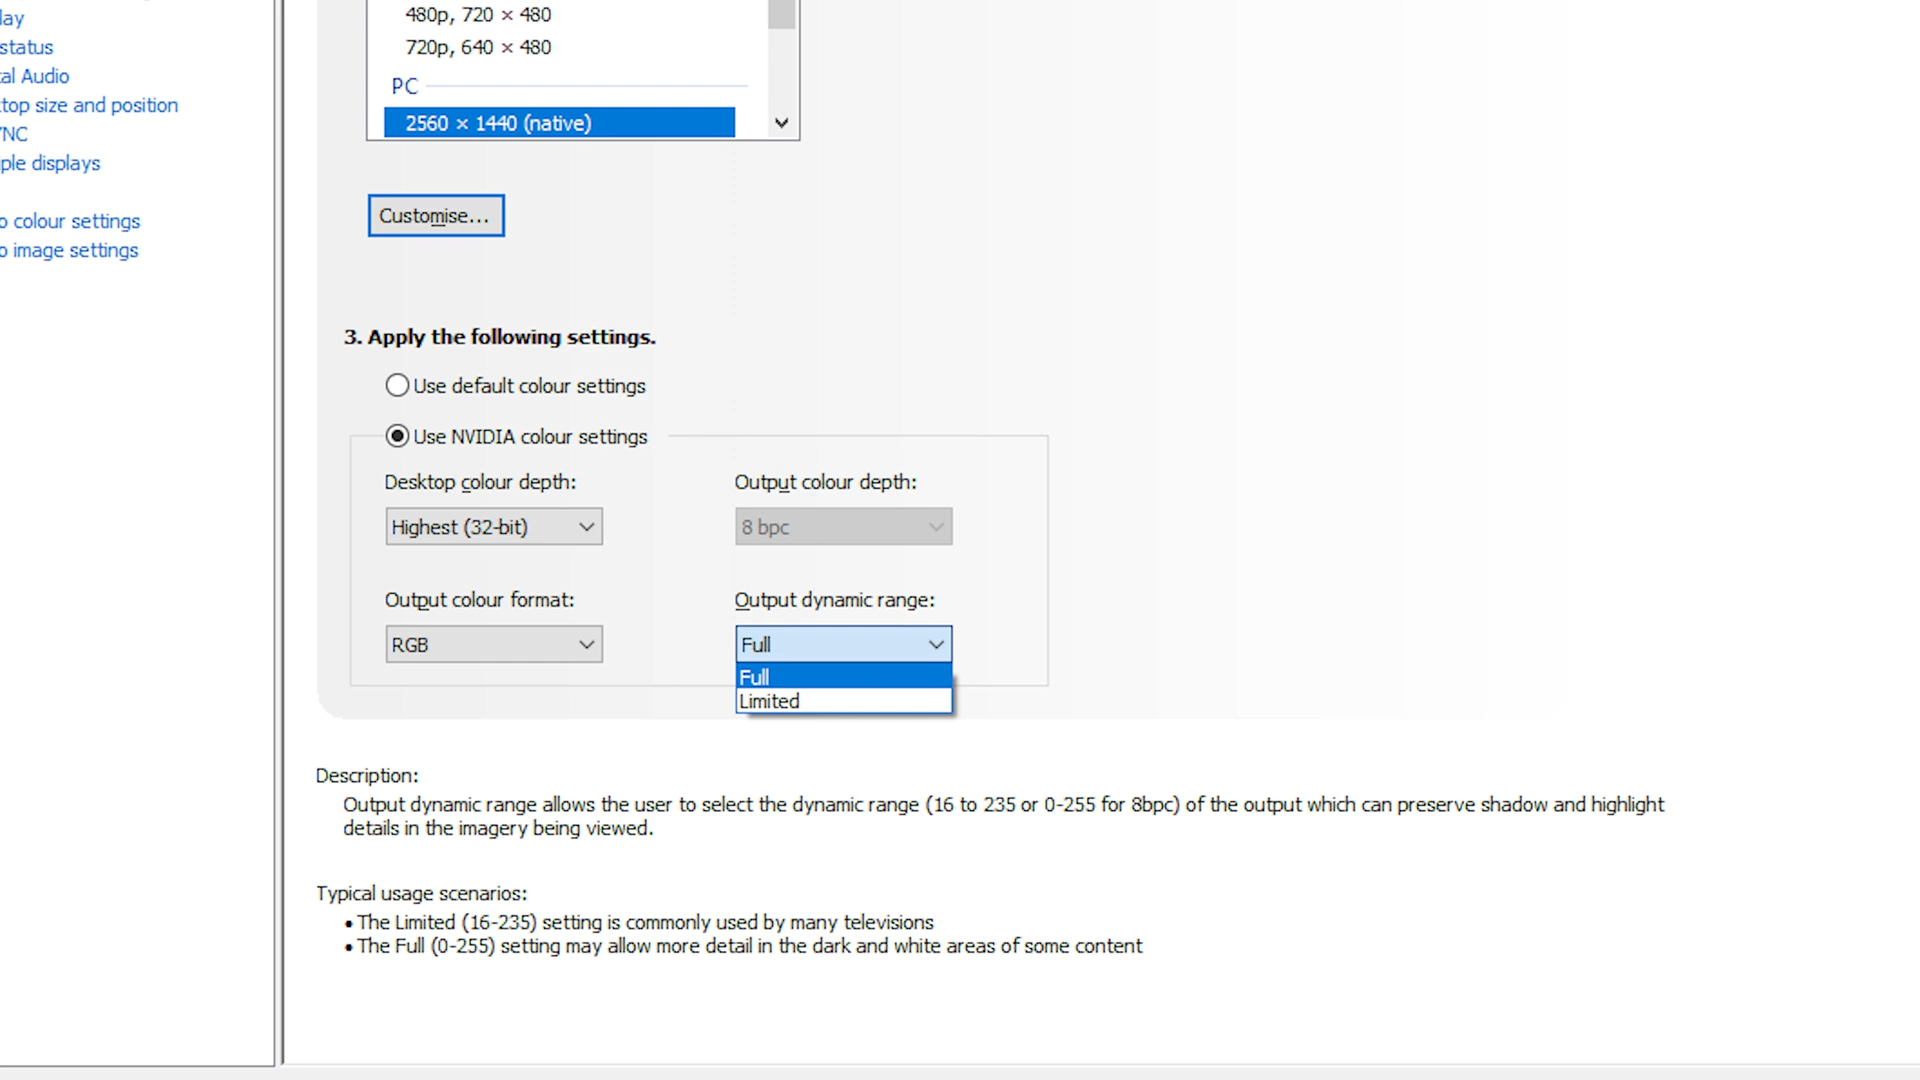 lay
status
tal Audio
top size and position
YNC
iple displays
o colour settings
o image settings
480p, 720 × 480
720p, 640 × 480
PC
2560 × 1440 (native)
Customise...
3. Apply the following settings.
Use default colour settings
Use NVIDIA colour settings
Desktop colour depth:
Output colour depth:
Highest (32-bit)
8 bpc
Output colour format:
Output dynamic range:
RGB
Full
Full
Limited
Description:
Output dynamic range allows the user to select the dynamic range (16 to 235 or 0-255 for 8bpc) of the output which can preserve shadow and highlight
details in the imagery being viewed.
Typical usage scenarios:
• The Limited (16-235) setting is commonly used by many televisions
• The Full (0-255) setting may allow more detail in the dark and white areas of some content